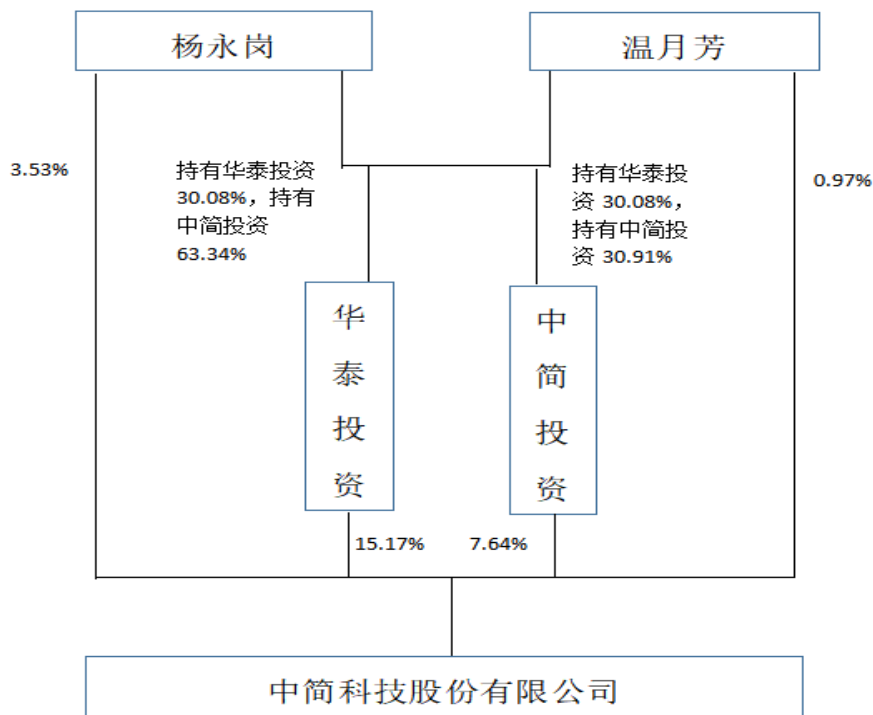 杨永岗
温月芳
3.53%
持有华泰投资
30.08%，持有
中简投资
63.34%
持有华泰投
资 30.08%，
持有中简投
资 30.91%
0.97%
华
泰
投
资
中
简
投
资
15.17%
7.64%
中简科技股份有限公司